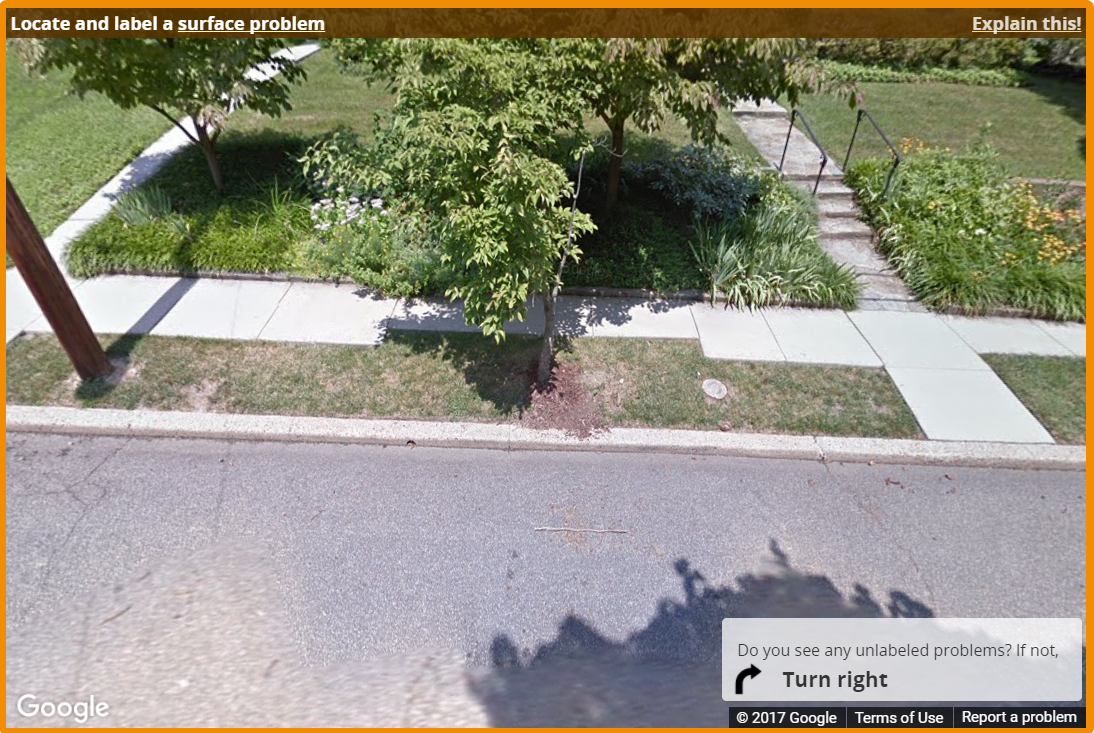 Locate and label a surface problem
Explain this!
Do you see any unlabeled problems? If not,
Turn right
Google
© 2017 Google
Terms of Use
Report a problem